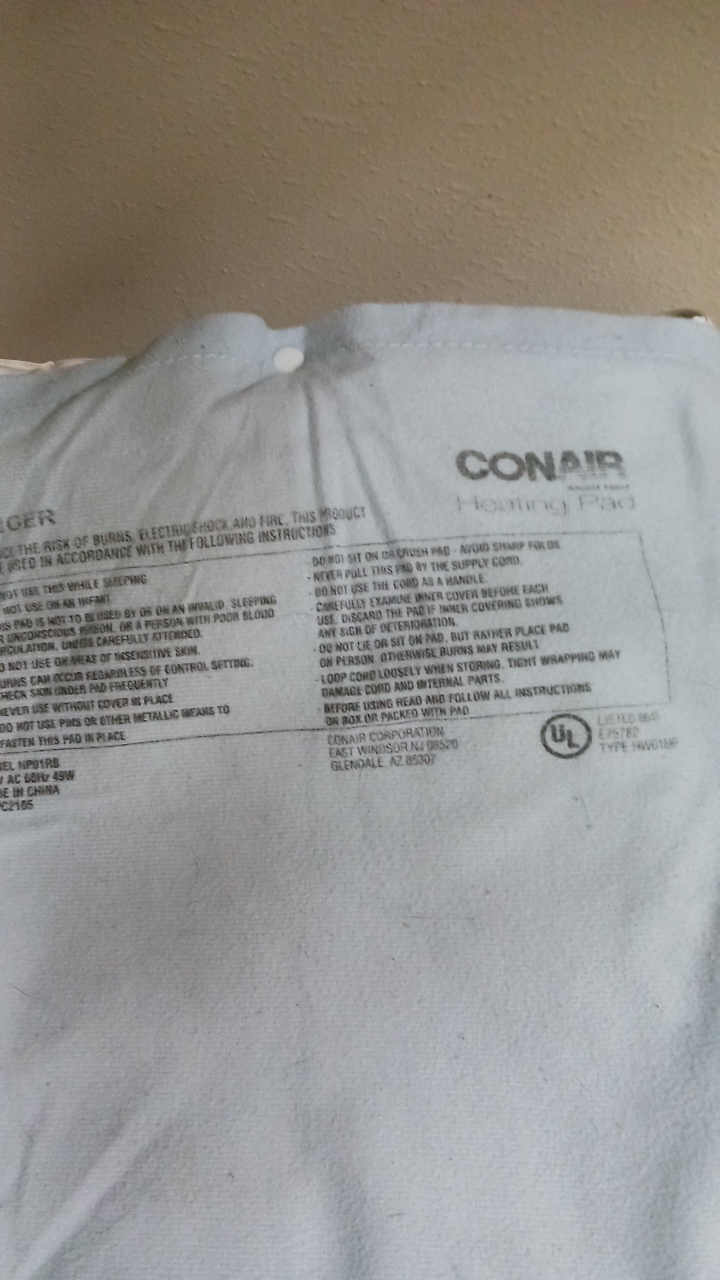 CONAIR
Heating Pad
GER
CE THE RISK OF BURNS, ELECTRIC SHOCK, AND FIRE, THIS PRODUCT
E USED IN ACCORDANCE WITH THE FOLLOWING INSTRUCTIONS
NOT USE THIS WHILE SLEEPING
NOT USE ON AN INFANT
IS PAD IS NOT TO BE USED BY OR ON AN INVALID, SLEEPING
R UNCONSCIOUS PERSON, OR A PERSON WITH POOR BLOOD
RCULATION, UNLESS CAREFULLY ATTENDED.
O NOT USE ON AREAS OF INSENSITIVE SKIN.
URNS CAN OCCUR REGARDLESS OF CONTROL SETTING.
HECK SKIN UNDER PAD FREQUENTLY
NEVER USE WITHOUT COVER IN PLACE
DO NOT USE PINS OR OTHER METALLIC MEANS TO
FASTEN THIS PAD IN PLACE
- DO NOT SIT ON OR CRUSH PAD - AVOID SHARP FOLDS
- NEVER PULL THIS PAD BY THE SUPPLY CORD.
- DO NOT USE THE CORD AS A HANDLE.
- CAREFULLY EXAMINE INNER COVER BEFORE EACH
USE. DISCARD THE PAD IF INNER COVERING SHOWS
ANY SIGN OF DETERIORATION.
- DO NOT LIE OR SIT ON PAD, BUT RATHER PLACE PAD
ON PERSON, OTHERWISE BURNS MAY RESULT
- LOOP CORD LOOSELY WHEN STORING. TIGHT WRAPPING MAY
DAMAGE CORD AND INTERNAL PARTS.
- BEFORE USING READ AND FOLLOW ALL INSTRUCTIONS
ON BOX OR PACKED WITH PAD
EL HP01RB
AC 60Hz 49W
E IN CHINA
C2165
CONAIR CORPORATION
EAST WINDSOR, NJ 08520
GLENDALE, AZ 85307
UL
LISTED
E75782
TYPE